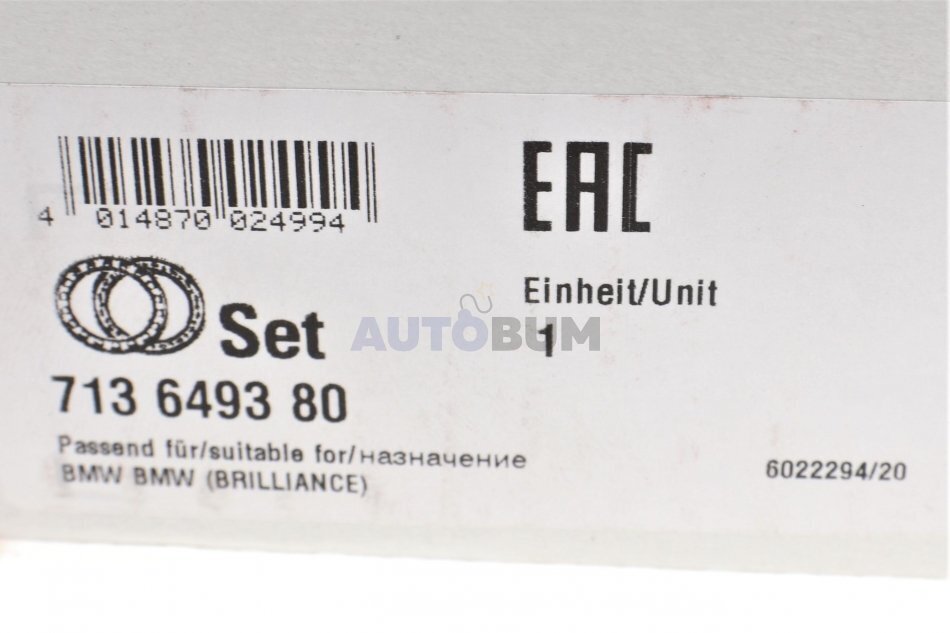 4 014870 024994
EAC
Einheit/Unit
1
Set
713 6493 80
Passend für/suitable for/назначение
BMW BMW (BRILLIANCE)
6022294/20
AUTOBUM